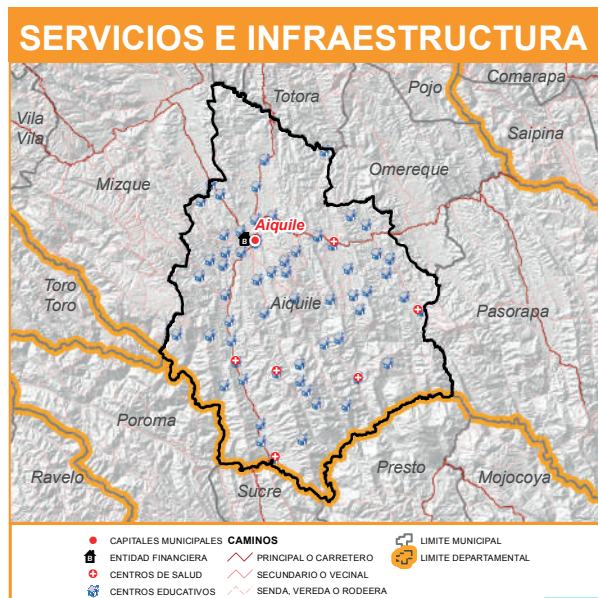 SERVICIOS E INFRAESTRUCTURA
Comarapa
Totora
Pojo
Vila
Vila
Saipina
Omereque
Mizque
Aiquile
B
Toro
Toro
Aiquile
Pasorapa
Poroma
Ravelo
Sucre
Presto
Mojocoya
CAPITALES MUNICIPALES
B ENTIDAD FINANCIERA
CENTROS DE SALUD
CENTROS EDUCATIVOS
CAMINOS
PRINCIPAL O CARRETERO
SECUNDARIO O VECINAL
SENDA, VEREDA O RODEERA
LIMITE MUNICIPAL
LIMITE DEPARTAMENTAL